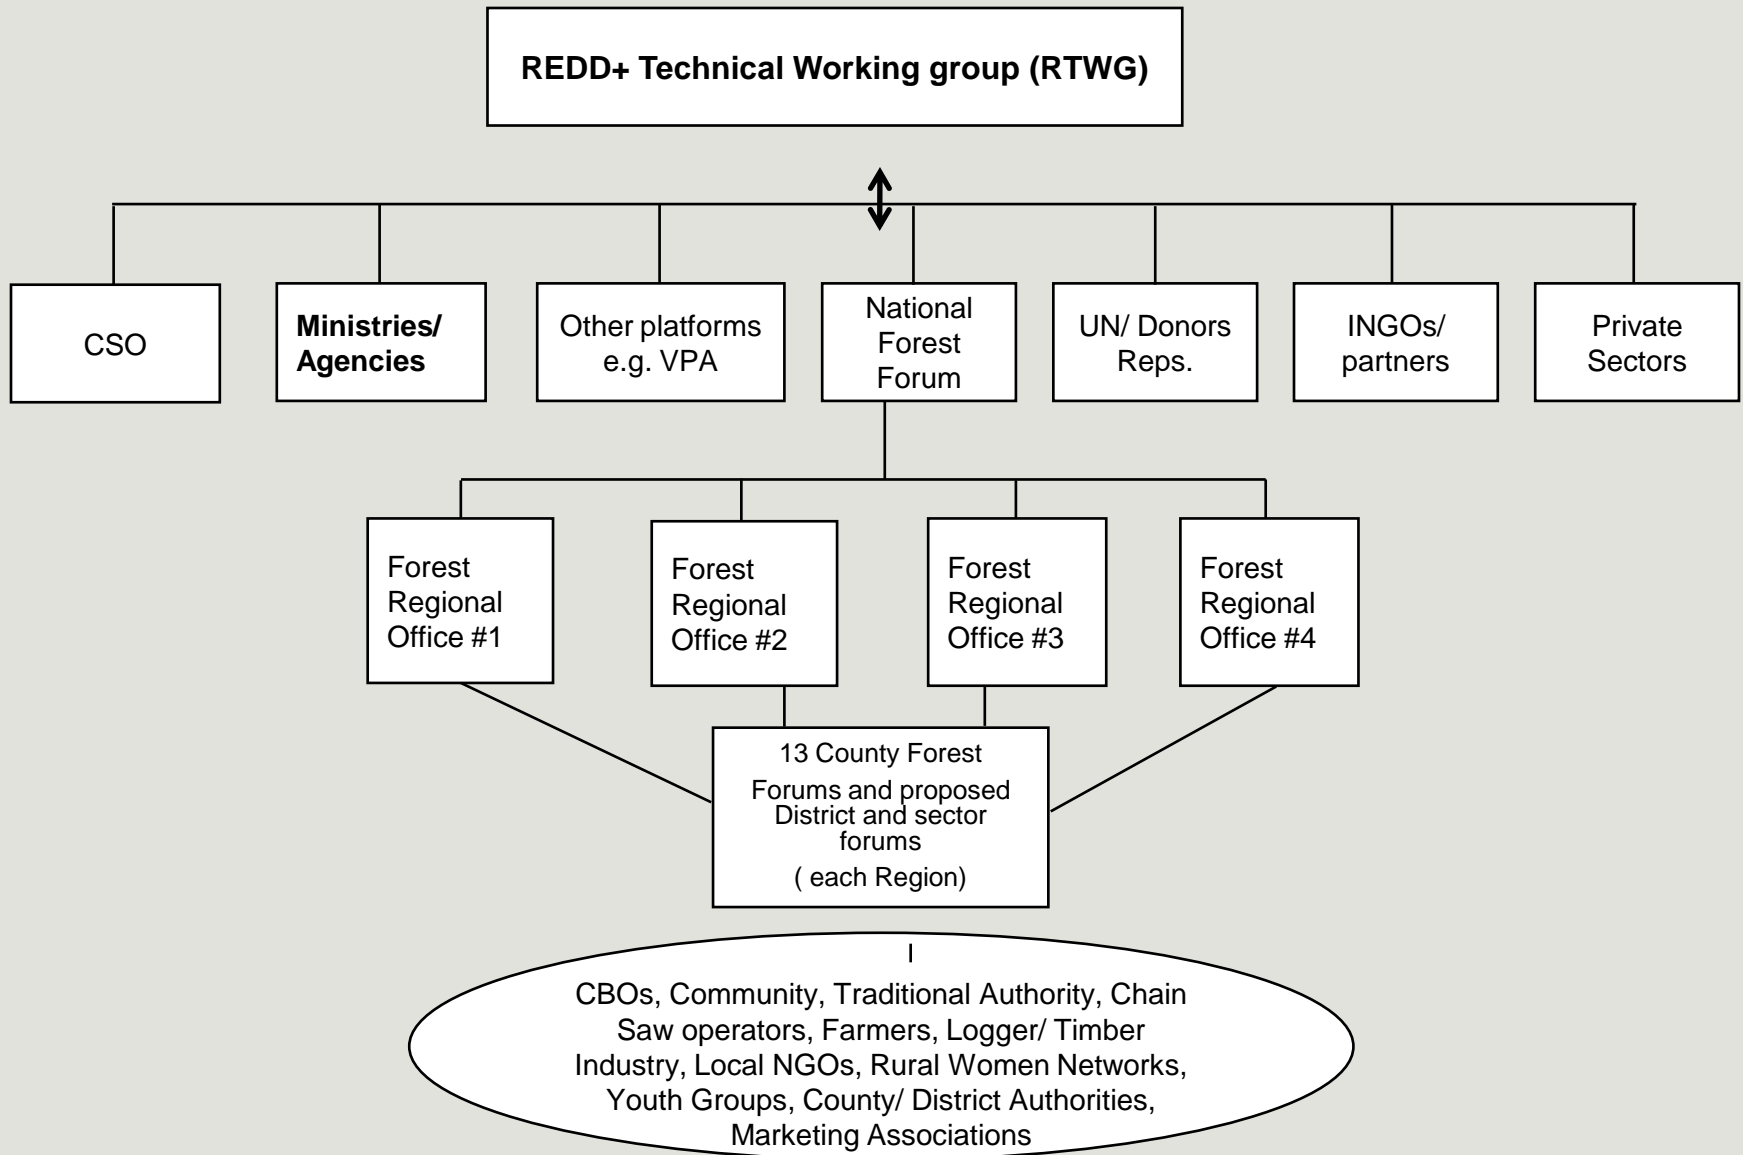 REDD+ Technical Working group (RTWG)
CSO
Ministries/
Agencies
Other platforms
e.g. VPA
National
Forest
Forum
UN/ Donors
Reps.
INGOs/
partners
Private
Sectors
Forest
Regional
Office #1
Forest
Regional
Office #2
Forest
Regional
Office #3
Forest
Regional
Office #4
13 County Forest
Forums and proposed
District and sector
forums
( each Region)
CBOs, Community, Traditional Authority, Chain
Saw operators, Farmers, Logger/ Timber
Industry, Local NGOs, Rural Women Networks,
Youth Groups, County/ District Authorities,
Marketing Associations